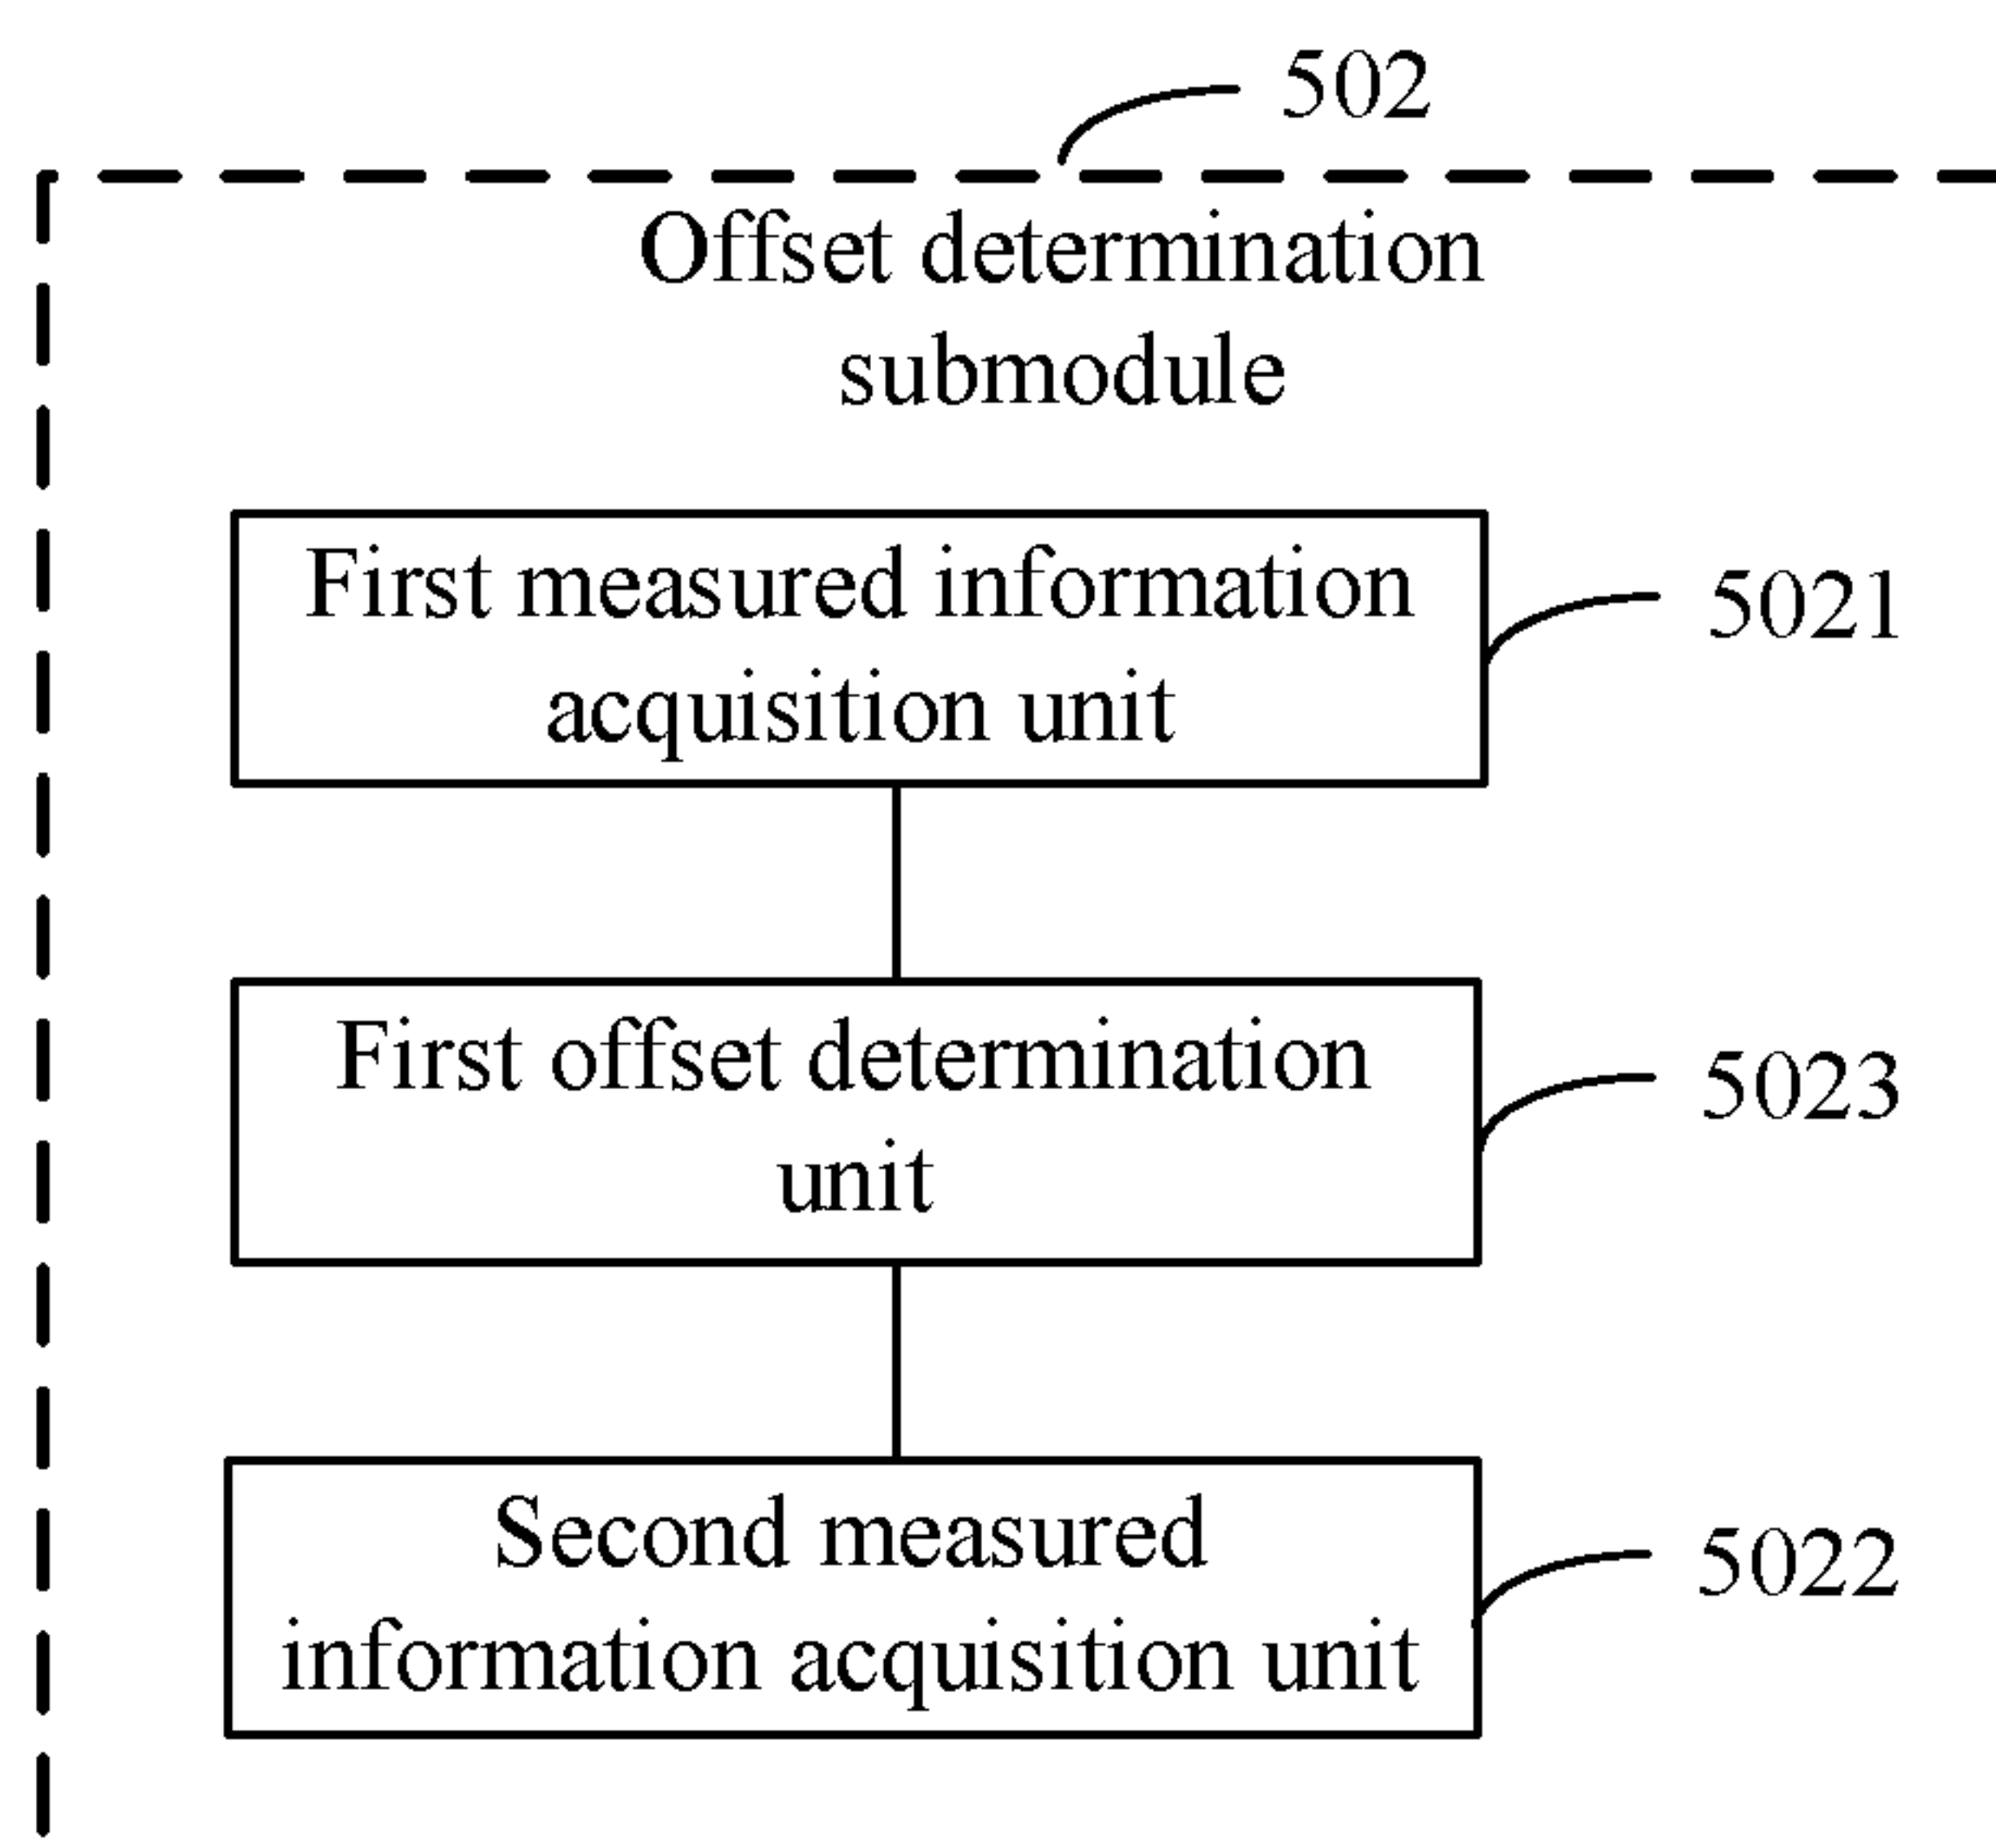 502
Offset determination
submodule
First measured information
acquisition unit
5021
First offset determination
unit
5023
Second measured
information acquisition unit
5022